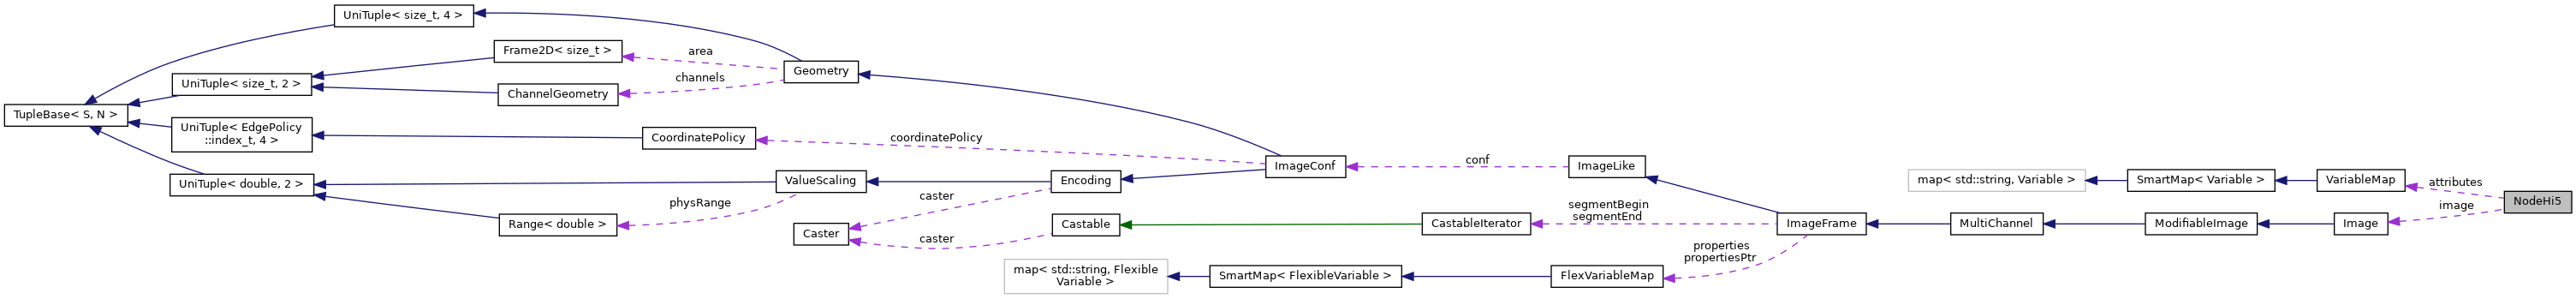 UniTuple< size_t, 4 >
Frame2D< size_t >
area
Geometry
channels
UniTuple< size_t, 2 >
ChannelGeometry
TupleBase< S, N >
UniTuple< EdgePolicy
::index_t, 4 >
CoordinatePolicy
coordinatePolicy
ImageConf
conf
ImageLike
UniTuple< double, 2 >
ValueScaling
Encoding
map< std::string, Variable >
SmartMap< Variable >
VariableMap
attributes
NodeHi5
physRange
caster
Range< double >
Caster
caster
Castable
CastableIterator
segmentBegin
segmentEnd
ImageFrame
MultiChannel
ModifiableImage
Image
image
properties
propertiesPtr
map< std::string, Flexible
Variable >
SmartMap< FlexibleVariable >
FlexVariableMap